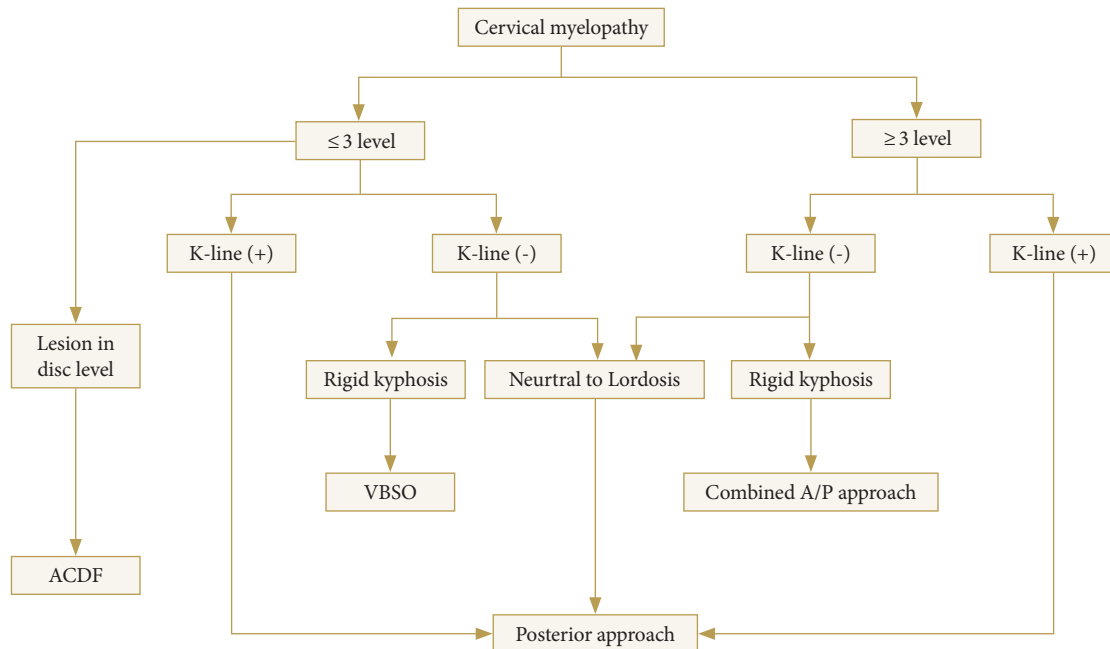 Cervical myelopathy
≤ 3 level
≥ 3 level
K-line (+)
K-line (-)
K-line (-)
K-line (+)
Lesion in
disc level
Rigid kyphosis
Neurtral to Lordosis
Rigid kyphosis
VBSO
Combined A/P approach
ACDF
Posterior approach